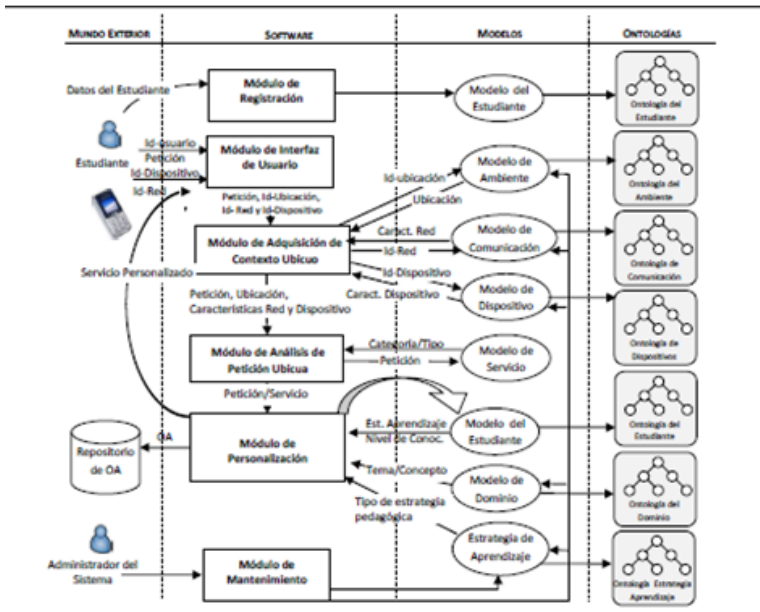 MUNDO EXTERIOR
SOFTWARE
MODELOS
ONTOLOGÍAS
Datos del Estudiante
Módulo de
Registración
Modelo del
Estudiante
Ontología del
Estudiante
Estudiante
Id-usuario
Petición
Id-Dispositivo
Id-Red
Módulo de Interfaz
de Usuario
Petición, Id-Ubicación,
Id- Red y Id-Dispositivo
Id-ubicación
Ubicación
Modelo de
Ambiente
Ontología del
Ambiente
Módulo de Adquisición de
Contexto Ubicuo
Caract. Red
Id-Red
Modelo de
Comunicación
Ontología de
Comunicación
Servicio Personalizado
Id-Dispositivo
Caract. Dispositivo
Modelo de
Dispositivo
Ontología de
Dispositivos
Petición, Ubicación,
Características Red y Dispositivo
Módulo de Análisis de
Petición Ubicua
Categoría/Tipo
Petición
Modelo de
Servicio
Petición/Servicio
Módulo de
Personalización
Est. Aprendizaje
Nivel de Conoc.
Modelo del
Estudiante
Ontología del
Estudiante
OA
Repositorio
de OA
Tema/Concepto
Modelo de
Dominio
Ontología del
Dominio
Tipo de estrategia
pedagógica
Estrategia de
Aprendizaje
Ontología Estrategia
Aprendizaje
Administrador del
Sistema
Módulo de
Mantenimiento